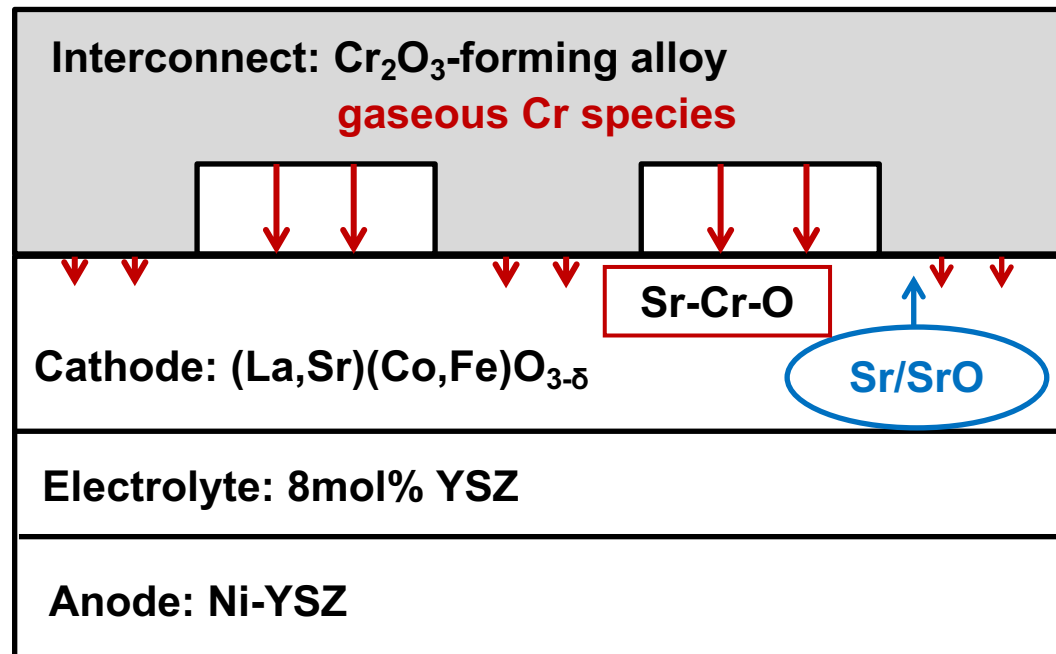 Interconnect: Cr₂O₃-forming alloy
gaseous Cr species
Sr-Cr-O
Cathode: (La,Sr)(Co,Fe)O₃₋δ
Sr/SrO
Electrolyte: 8mol% YSZ
Anode: Ni-YSZ